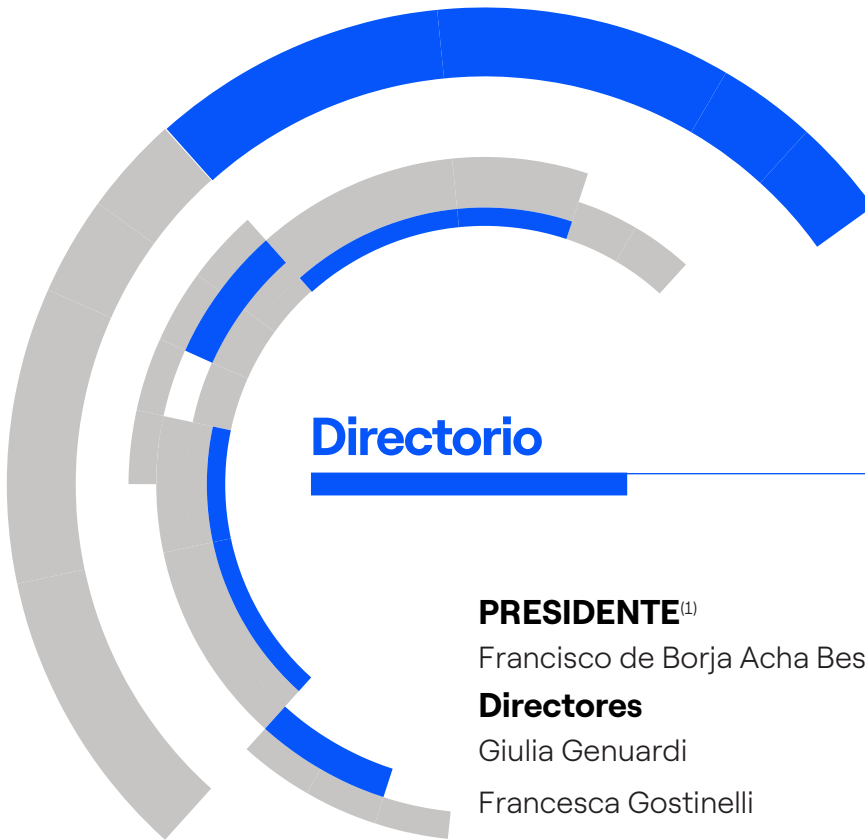 Directorio
PRESIDENTE(1)
Francisco de Borja Acha Bes
Directores
Giulia Genuardi
Francesca Gostinelli